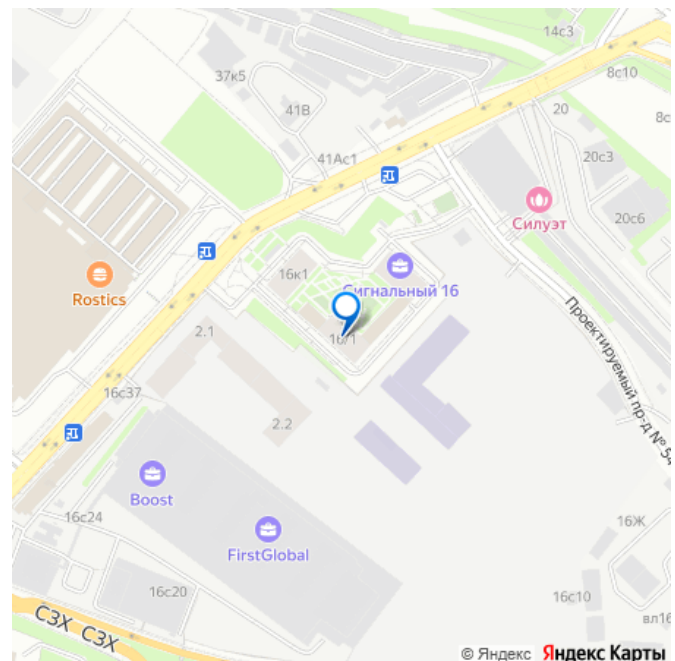 14с3
37к5
8с10
41В
20
8с
41Ас1
20с3
Силуэт
20с6
16к1
Сигнальный 16
Rostics
2.1
16/1
Проектируемый пр-д № 54
16с37
2.2
Boost
16с24
FirstGlobal
16Ж
16с20
16с10
вл16
СЗХ СЗХ
© Яндекс Яндекс Карты